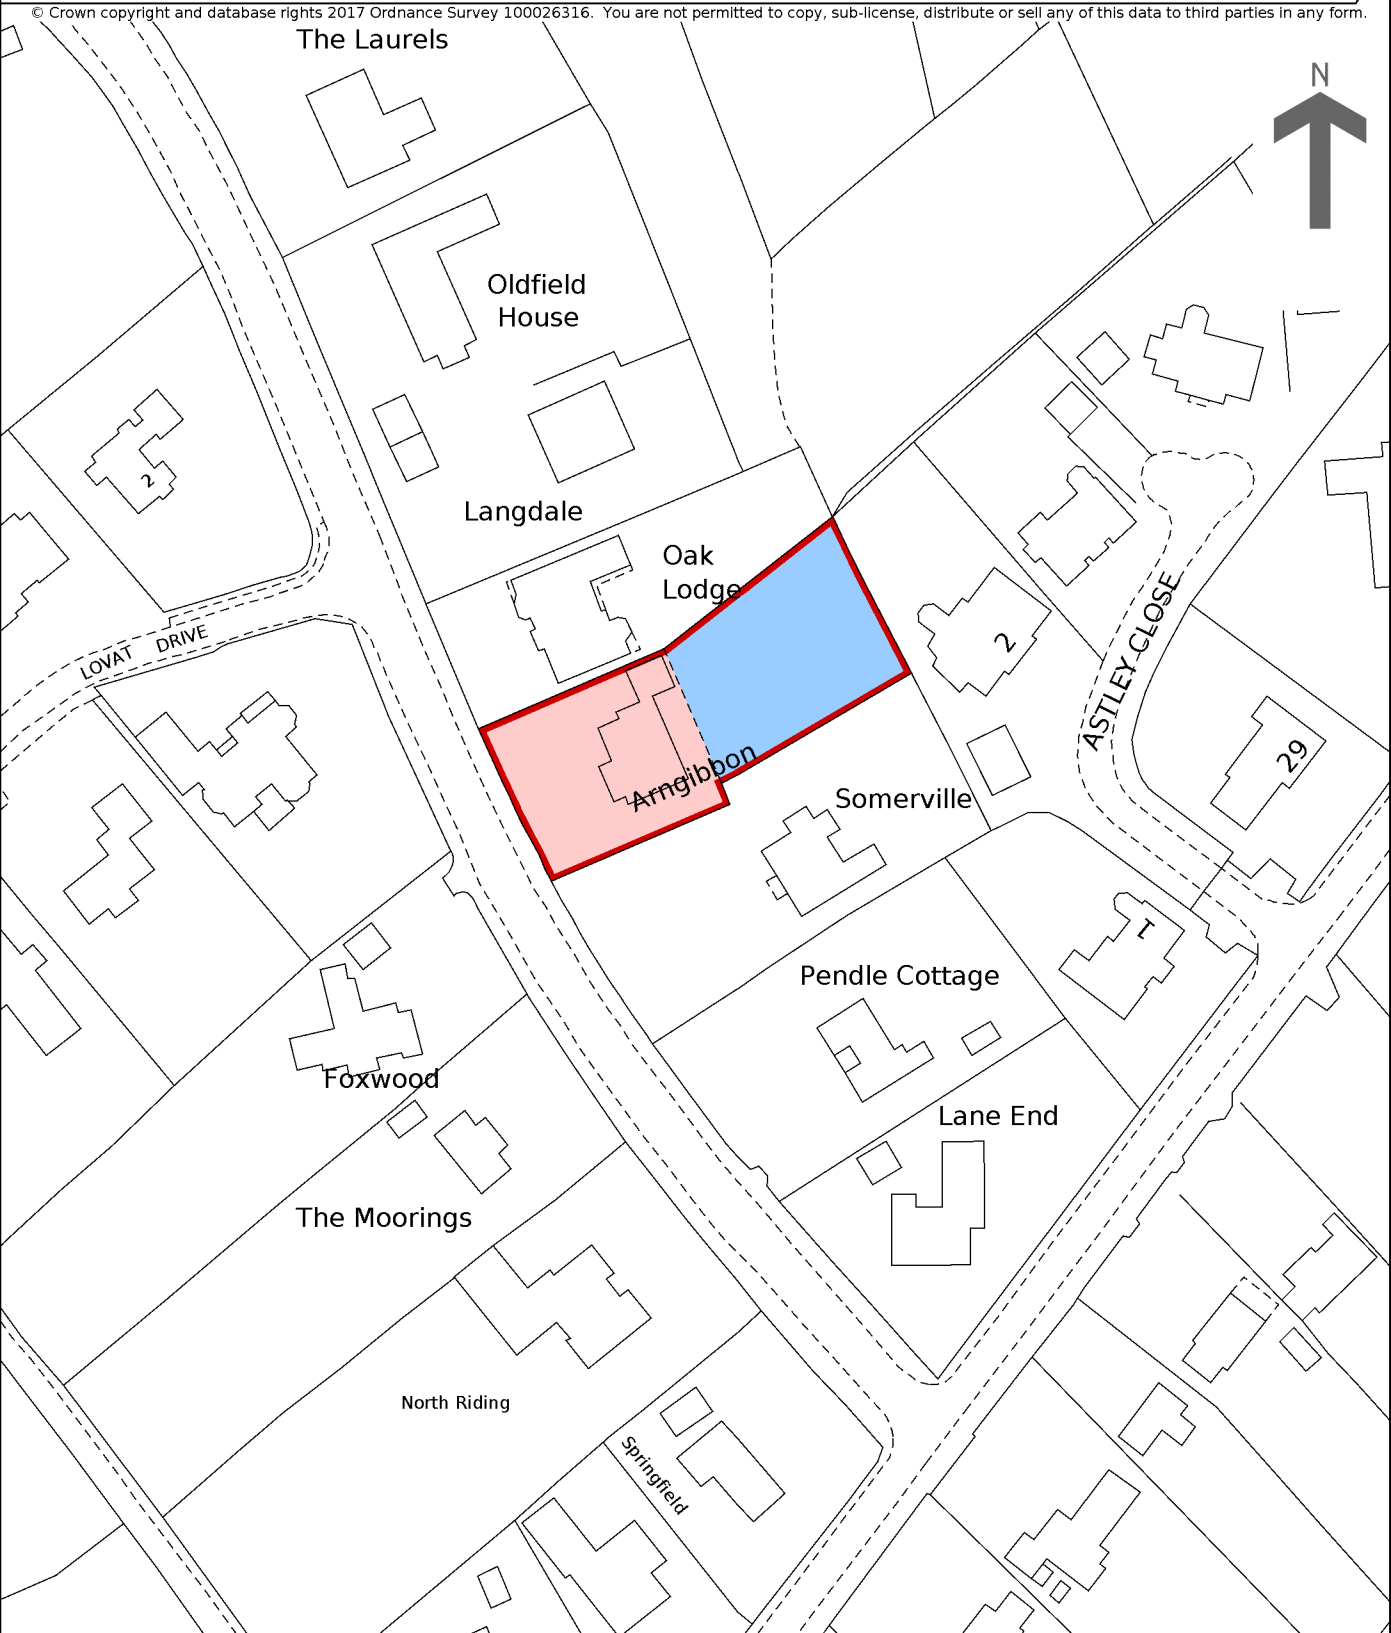 © Crown copyright and database rights 2017 Ordnance Survey 100026316. You are not permitted to copy, sub-license, distribute or sell any of this data to third parties in any form.
The Laurels
N
Oldfield
House
2
Langdale
Oak
Lodge
LOVAT DRIVE
2
ASTLEY CLOSE
29
Arngibbon
Somerville
1
Pendle Cottage
Foxwood
Lane End
The Moorings
North Riding
Springfield